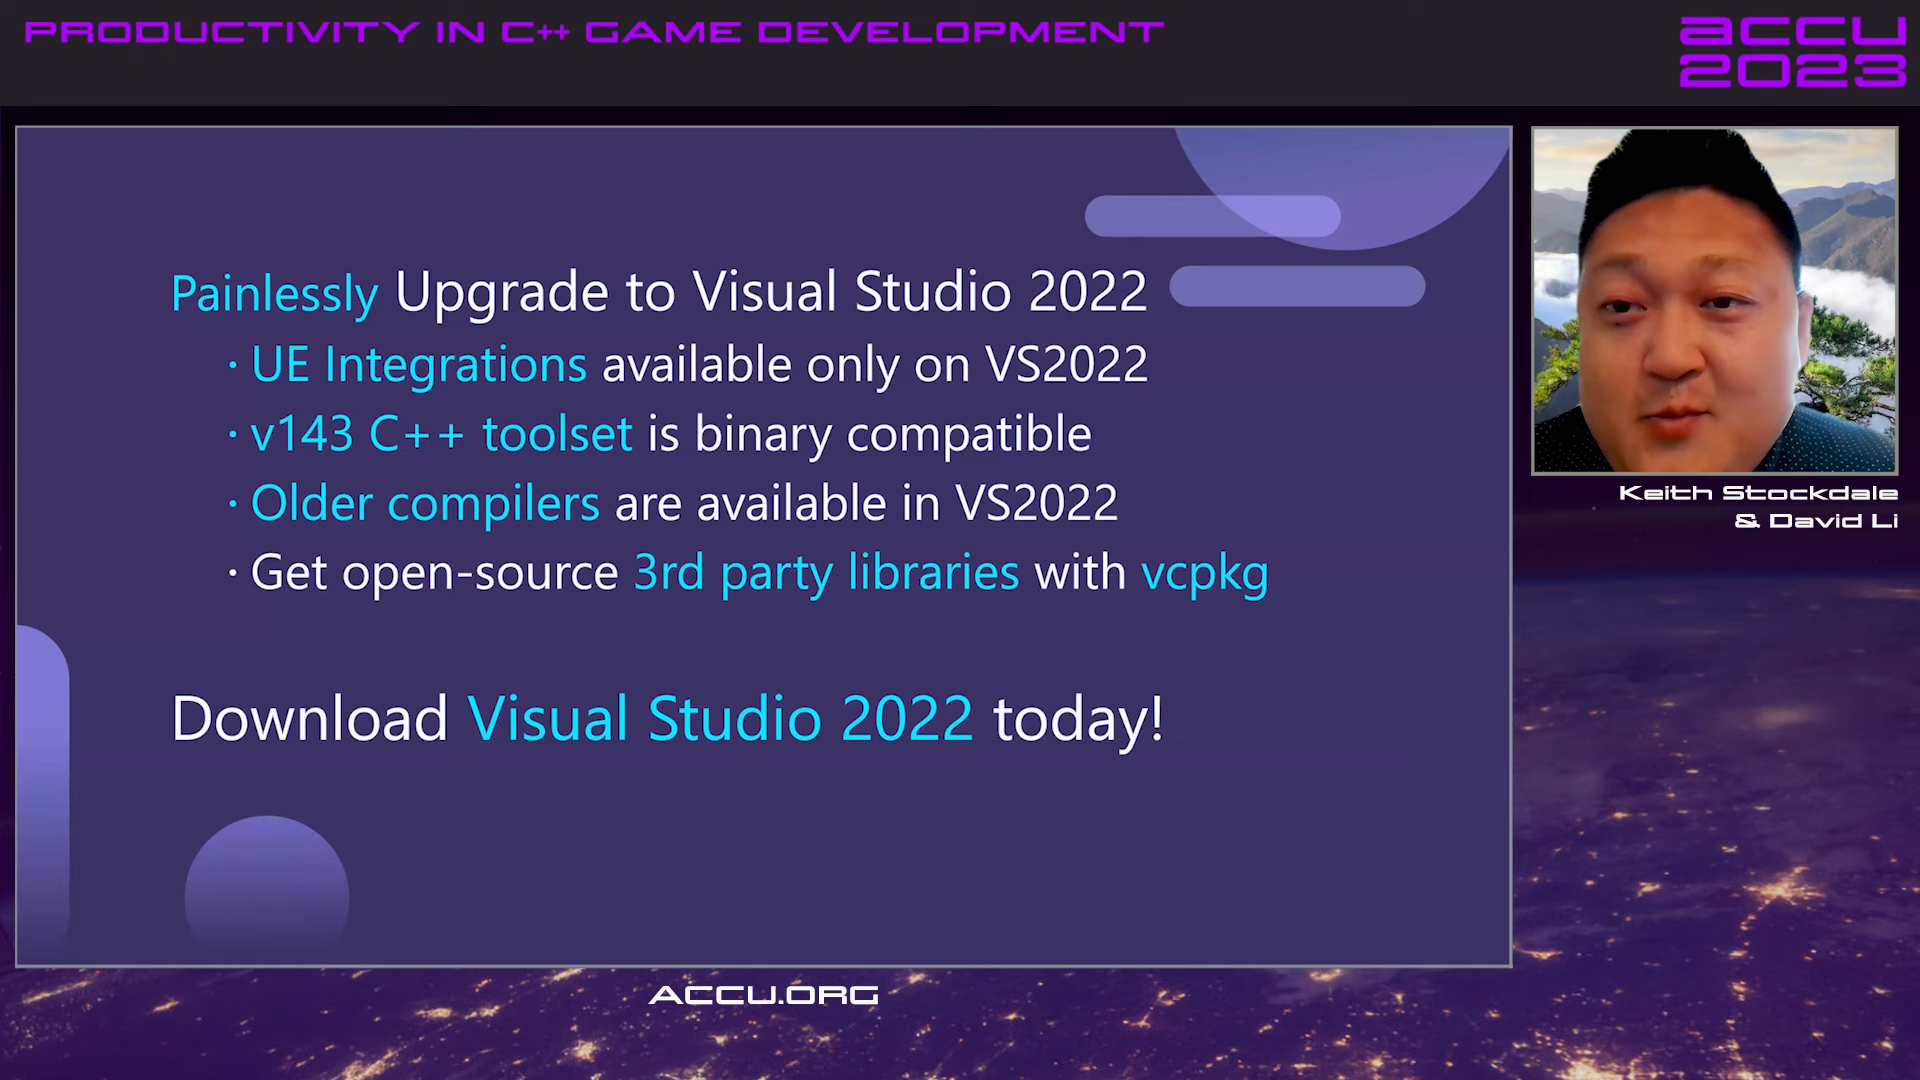 PRODUCTIVITY IN C++ GAME DEVELOPMENT
accu
2023
Painlessly Upgrade to Visual Studio 2022
· UE Integrations available only on VS2022
· v143 C++ toolset is binary compatible
· Older compilers are available in VS2022
· Get open-source 3rd party libraries with vcpkg
Download Visual Studio 2022 today!
Keith Stockdale
& David Li
ACCU.ORG